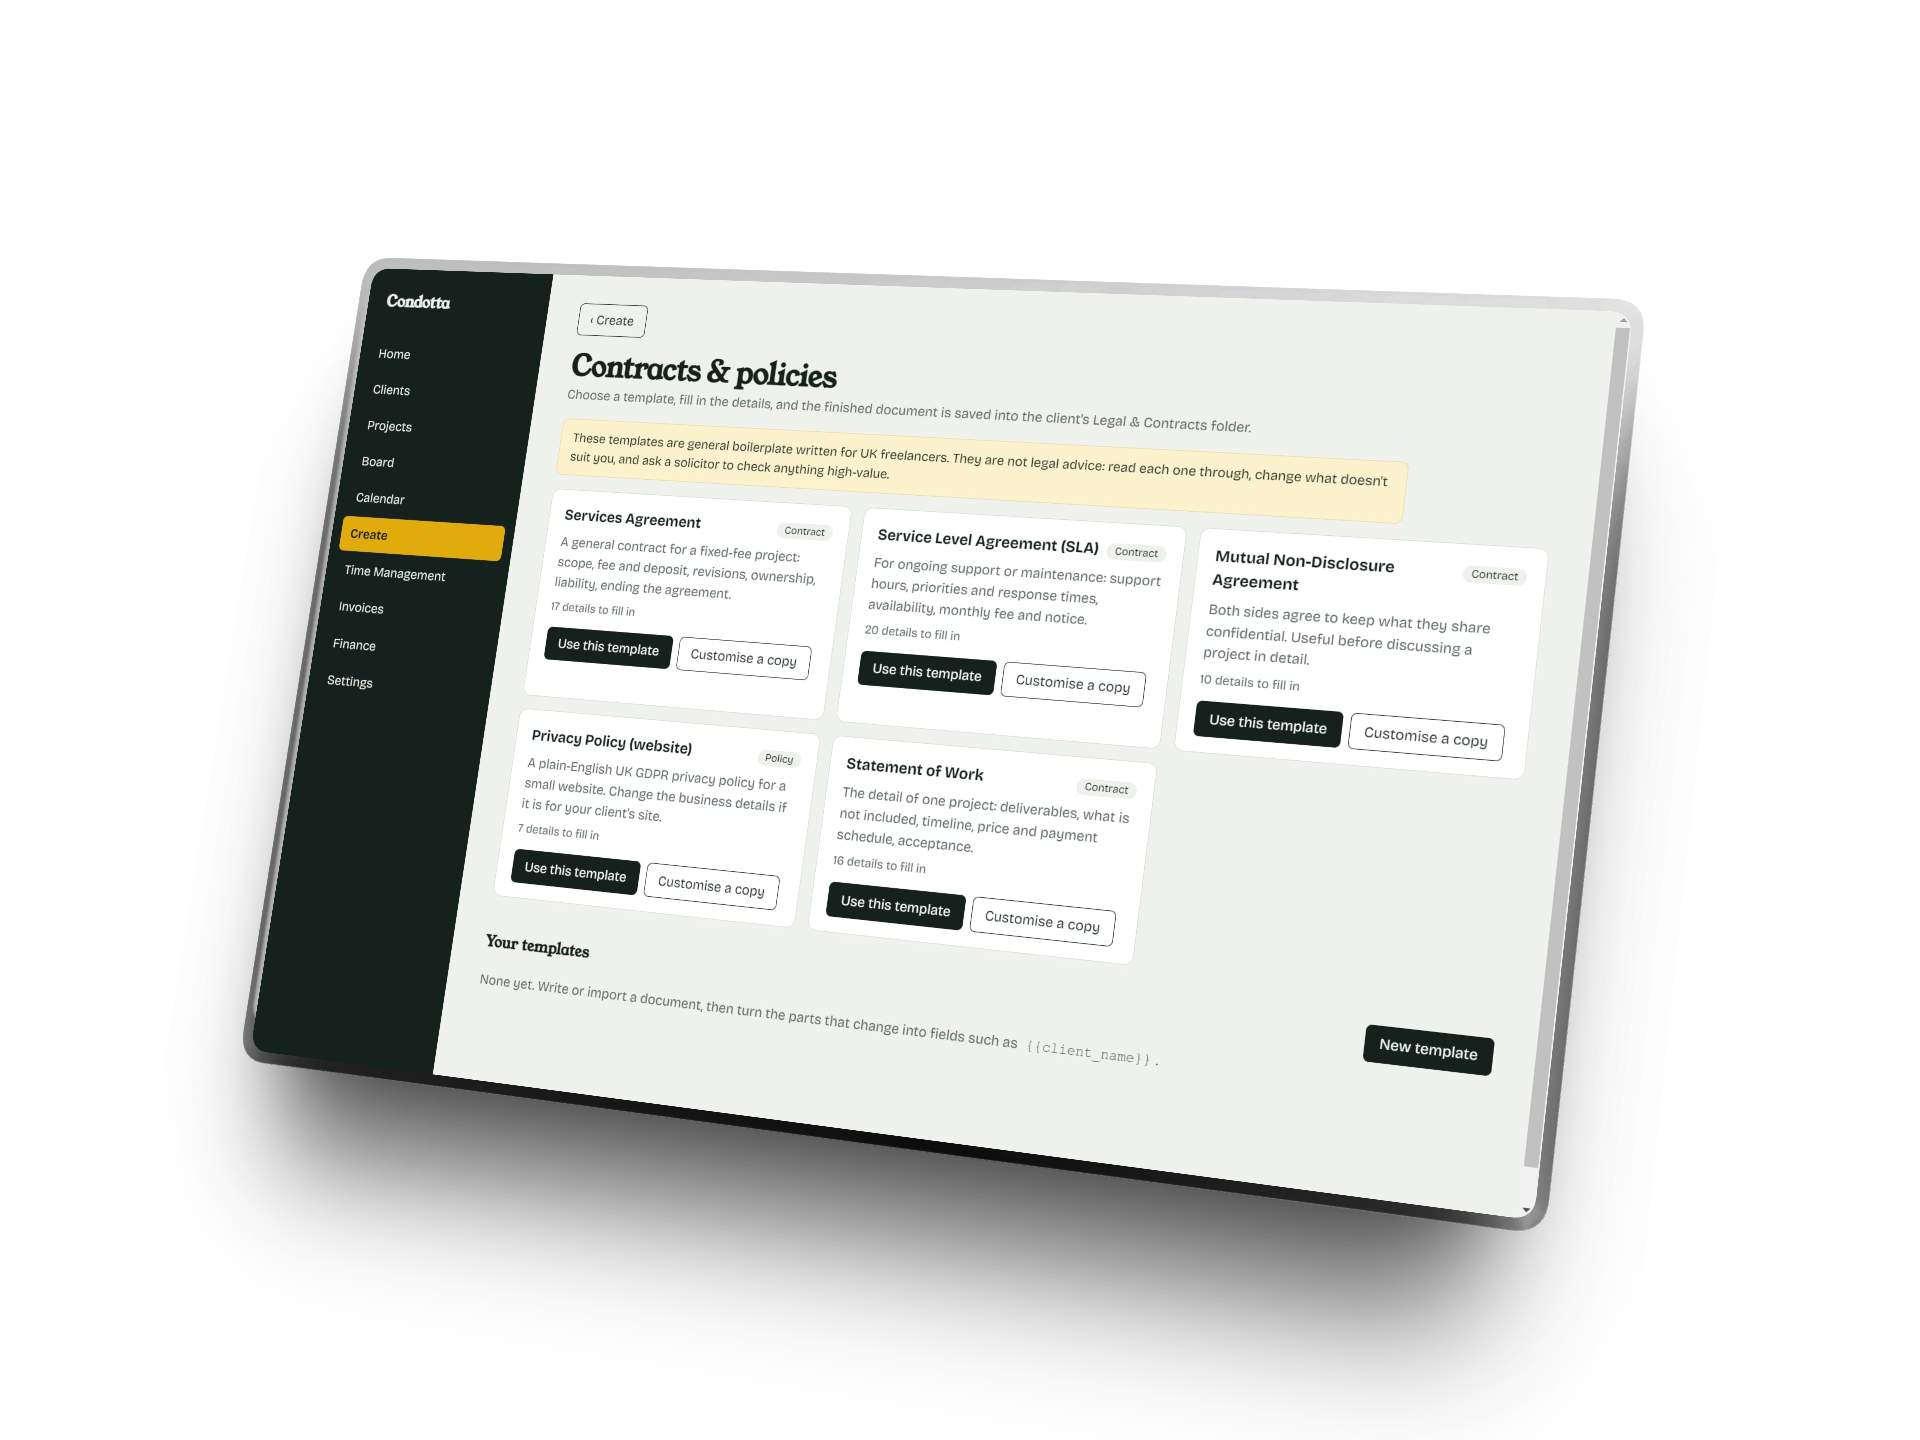 Condotta
Home
Clients
Projects
Board
Calendar
Create
Time Management
Invoices
Finance
Settings
‹ Create
Contracts & policies
Choose a template, fill in the details, and the finished document is saved into the client's Legal & Contracts folder.
These templates are general boilerplate written for UK freelancers. They are not legal advice: read each one through, change what doesn't
suit you, and ask a solicitor to check anything high-value.
Services Agreement
Contract
A general contract for a fixed-fee project:
scope, fee and deposit, revisions, ownership,
liability, ending the agreement.
17 details to fill in
Use this template
Customise a copy
Service Level Agreement (SLA)
Contract
For ongoing support or maintenance: support
hours, priorities and response times,
availability, monthly fee and notice.
20 details to fill in
Use this template
Customise a copy
Mutual Non-Disclosure
Agreement
Contract
Both sides agree to keep what they share
confidential. Useful before discussing a
project in detail.
10 details to fill in
Use this template
Customise a copy
Privacy Policy (website)
Policy
A plain-English UK GDPR privacy policy for a
small website. Change the business details if
it is for your client's site.
7 details to fill in
Use this template
Customise a copy
Statement of Work
Contract
The detail of one project: deliverables, what is
not included, timeline, price and payment
schedule, acceptance.
16 details to fill in
Use this template
Customise a copy
Your templates
None yet. Write or import a document, then turn the parts that change into fields such as {{client_name}}.
New template